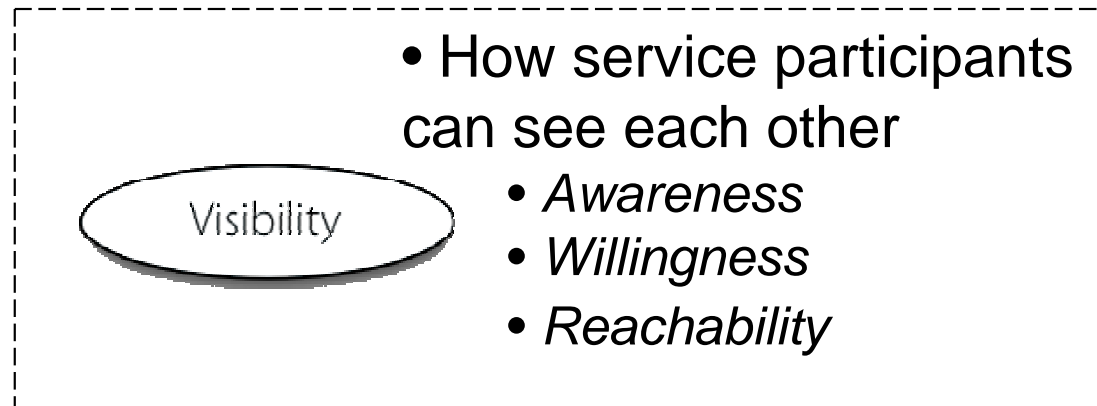 • How service participants
can see each other
Visibility
• Awareness
• Willingness
• Reachability